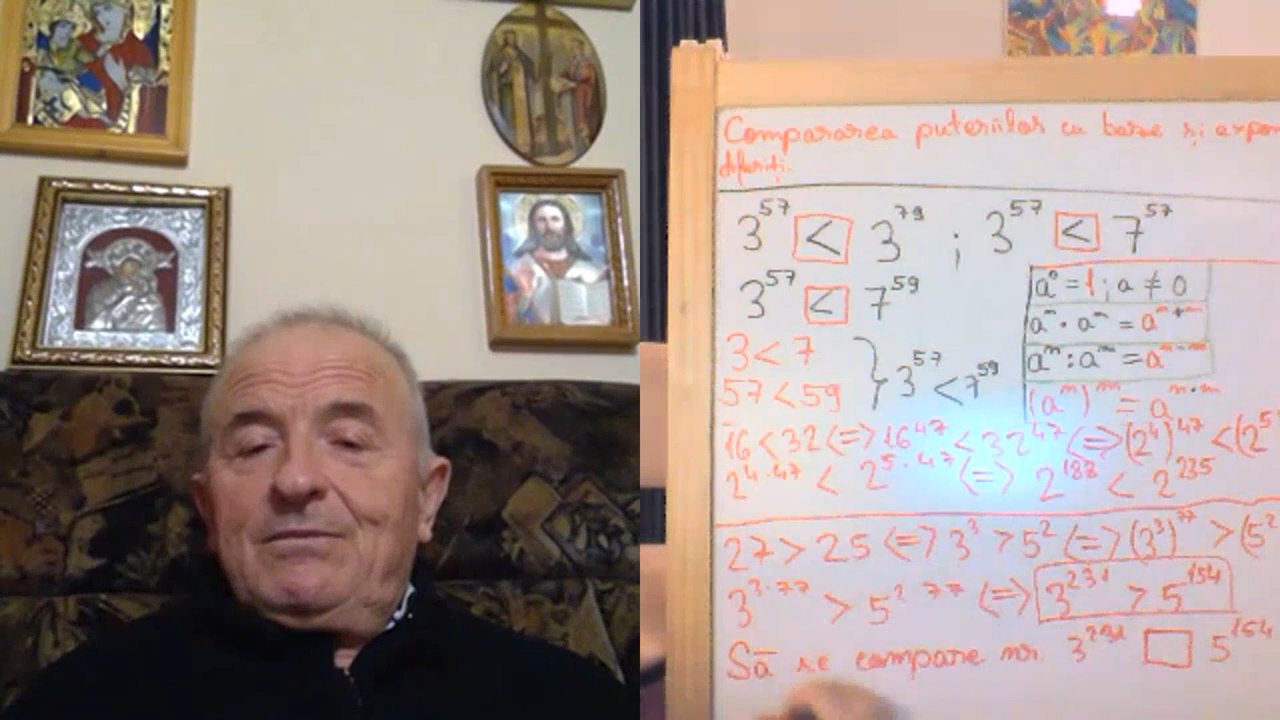 Compararea puterilor cu baze și expon
diferiți.
3^57 < 3^79 ; 3^57 < 7^57
3^57 < 7^59
a^0 = 1 ; a ≠ 0
a^m · a^n = a^m+n
a^m : a^n = a^m-n
(a^m)^n = a^m·n
3 < 7
57 < 59
} 3^57 < 7^59
16 < 32 <=> 16^47 < 32^47 <=> (2^4)^47 < (2^5
2^4·47 < 2^5·47 <=> 2^188 < 2^235
27 > 25 <=> 3^3 > 5^2 <=> (3^3)^77 > (5^2
3^3·77 > 5^2·77 <=> 3^231 > 5^154
Să se compare nr. 3^231 □ 5^154